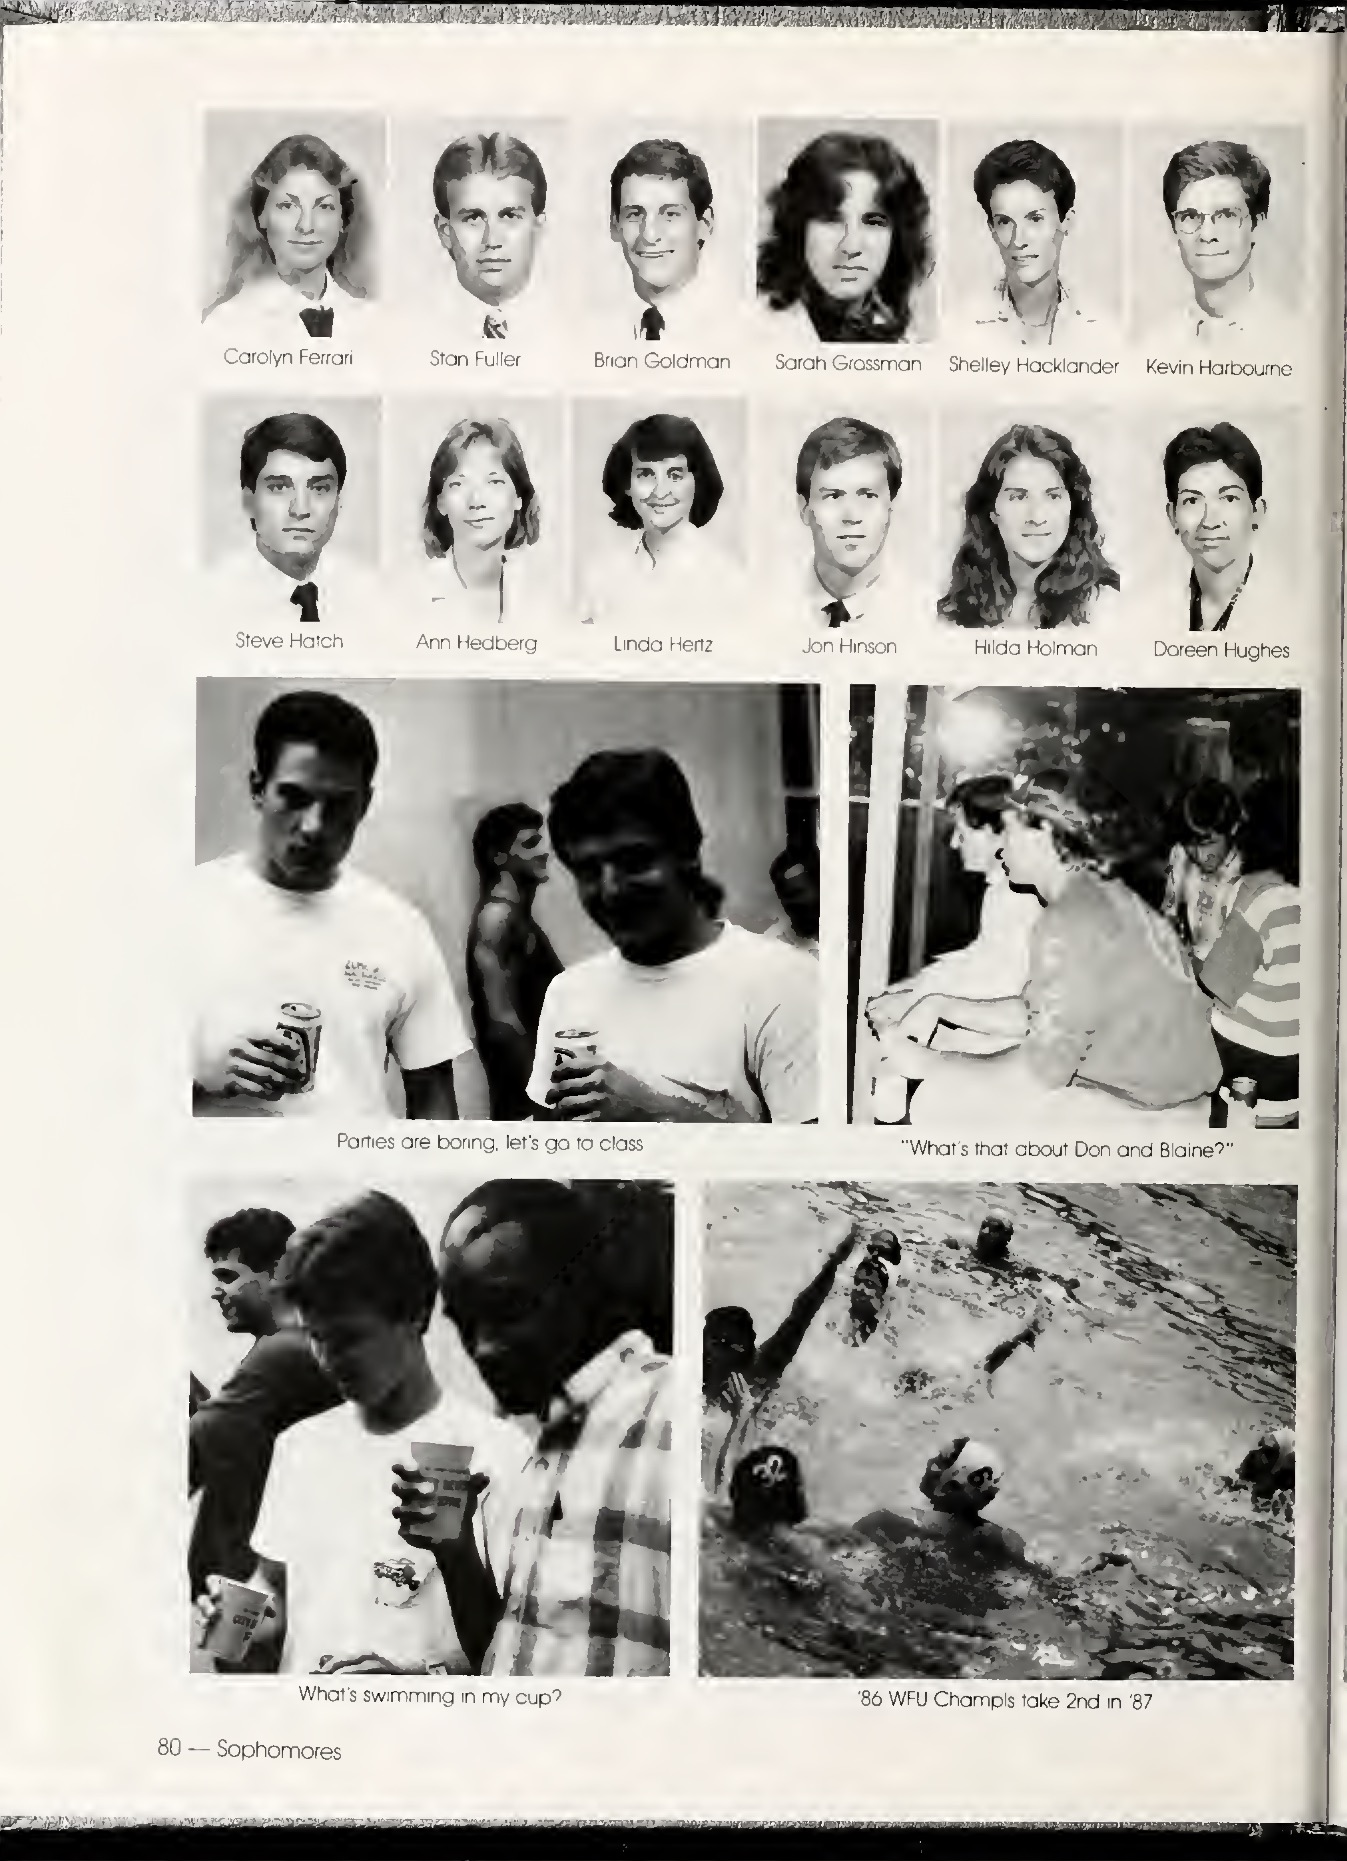 Carolyn Ferrari
Stan Fuller
Brian Goldman
Sarah Grossman
Shelley Hacklander
Kevin Harbourne
Steve Hatch
Ann Hedberg
Linda Hertz
Jon Hinson
Hilda Holman
Doreen Hughes
Parties are boring, let's go to class
"What's that about Don and Blaine?"
32
What's swimming in my cup?
'86 WFU Champls take 2nd in '87
80 — Sophomores